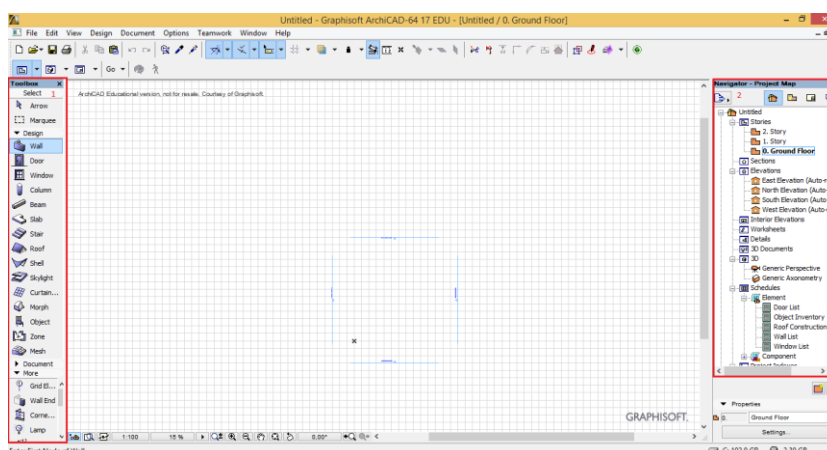 Untitled - Graphisoft ArchiCAD-64 17 EDU - [Untitled / 0. Ground Floor]
File Edit View Design Document Options Teamwork Window Help
Go
Toolbox
Select 1
Arrow
Marquee
Design
Wall
Door
Window
Column
Beam
Slab
Stair
Roof
Shell
Skylight
Curtain...
Morph
Object
Zone
Mesh
Document
More
Grid El...
Wall End
Corne...
Lamp
ArchiCAD Educational version, not for resale. Courtesy of Graphisoft.
GRAPHISOFT.
1:100
15 %
0,00°
Navigator - Project Map
2
Untitled
Stories
2. Story
1. Story
0. Ground Floor
Sections
Elevations
East Elevation (Auto-r
North Elevation (Auto
South Elevation (Auto
West Elevation (Auto-
Interior Elevations
Worksheets
Details
3D Documents
3D
Generic Perspective
Generic Axonometry
Schedules
Element
Door List
Object Inventory
Roof Construction
Wall List
Window List
Component
Project Indexes
Properties
0 Ground Floor
Settings...